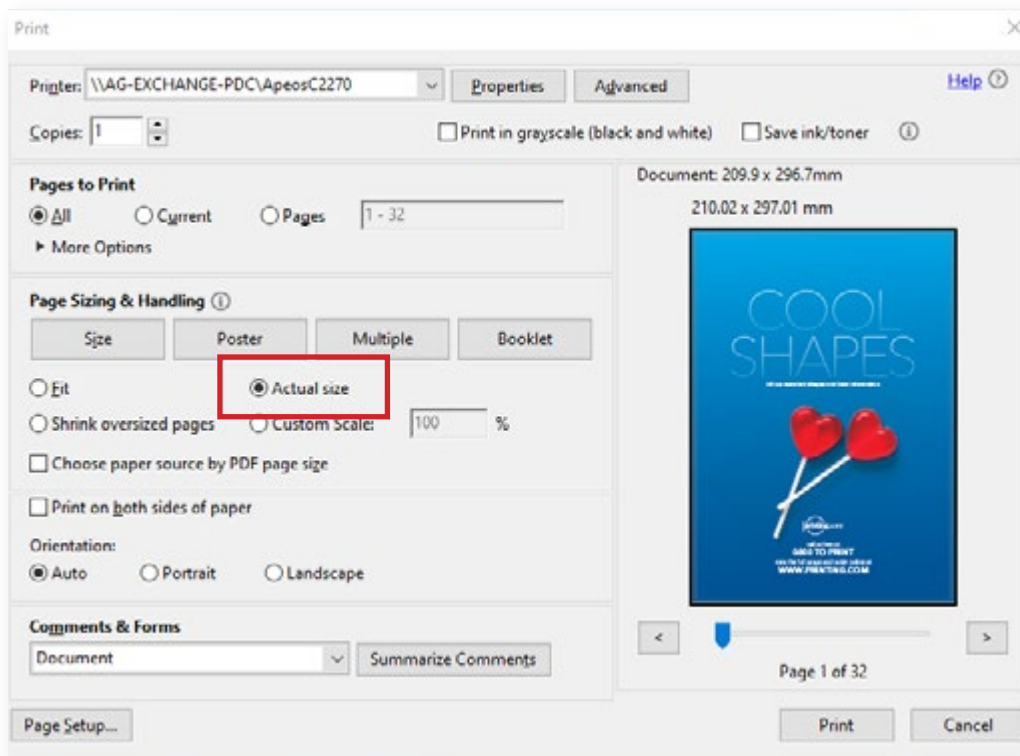 Print
Printer: \\AG-EXCHANGE-PDC\ApeosC2270 Properties Advanced Help
Copies: 1 Print in grayscale (black and white) Save ink/toner
Pages to Print
All Current Pages 1 - 32
More Options
Page Sizing & Handling
Size Poster Multiple Booklet
Fit Actual size
Shrink oversized pages Custom Scale: 100 %
Choose paper source by PDF page size
Print on both sides of paper
Orientation:
Auto Portrait Landscape
Comments & Forms
Document Summarize Comments
Page Setup...
Document: 209.9 x 296.7mm
210.02 x 297.01 mm
COOL
SHAPES
TO PRINT
WWW.PRINTING.COM
< >
Page 1 of 32
Print Cancel